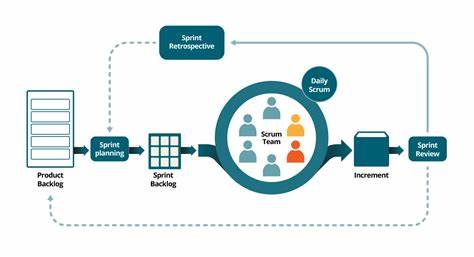 Sprint
Retrospective
Daily
Scrum
Scrum
Team
Sprint
planning
Product
Backlog
Sprint
Backlog
Increment
Sprint
Review